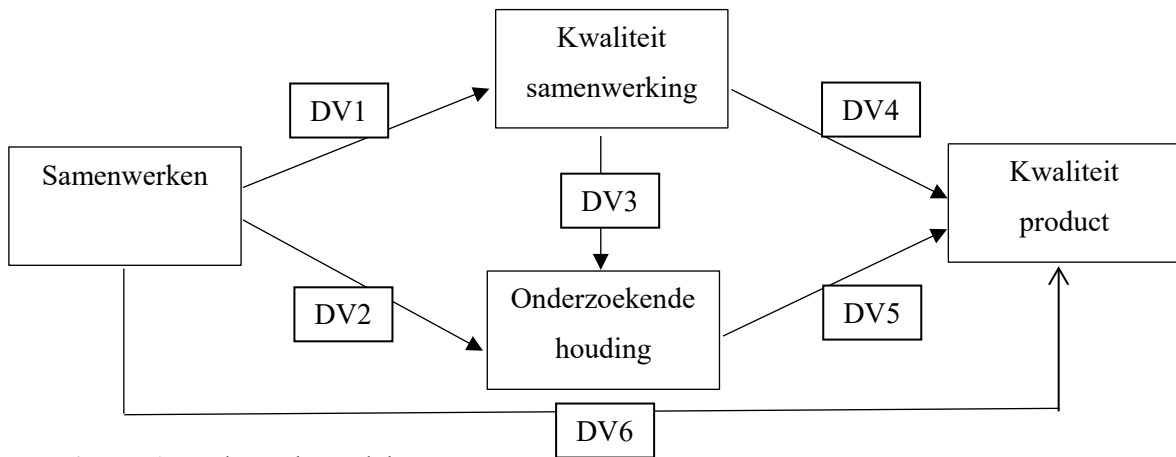 Kwaliteit
samenwerking
DV1
DV4
Samenwerken
Kwaliteit
product
DV3
Onderzoekende
houding
DV2
DV5
DV6